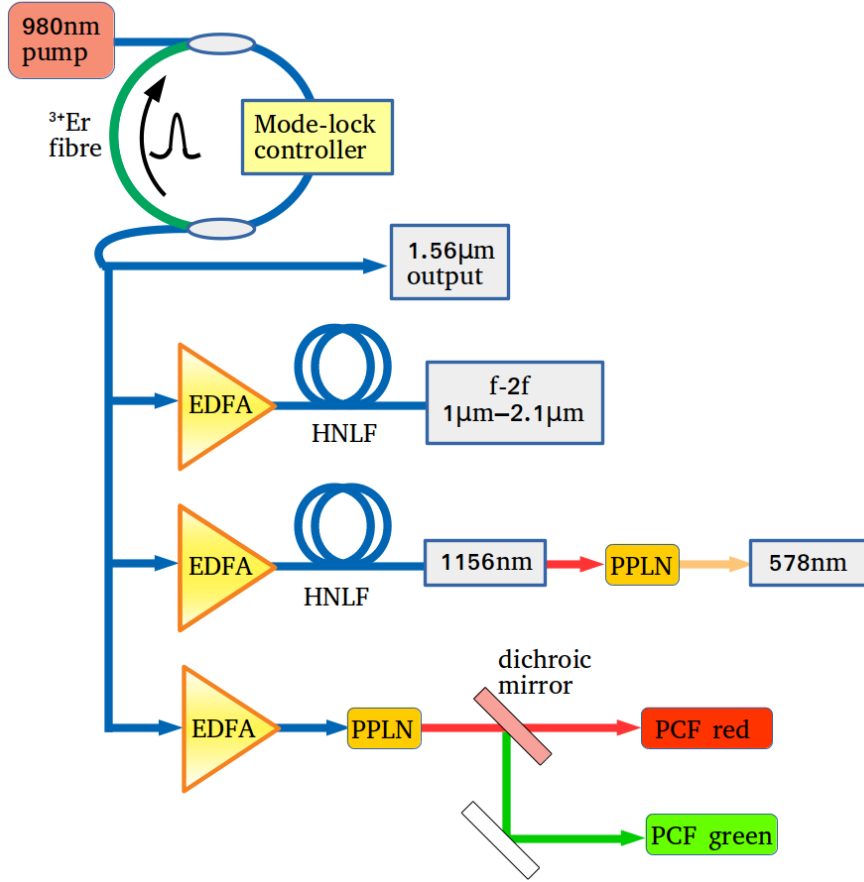 980nm
pump
³⁺Er
fibre
Mode-lock
controller
1.56μm
output
EDFA
HNLF
f-2f
1μm–2.1μm
EDFA
HNLF
1156nm
PPLN
578nm
EDFA
PPLN
dichroic
mirror
PCF red
PCF green